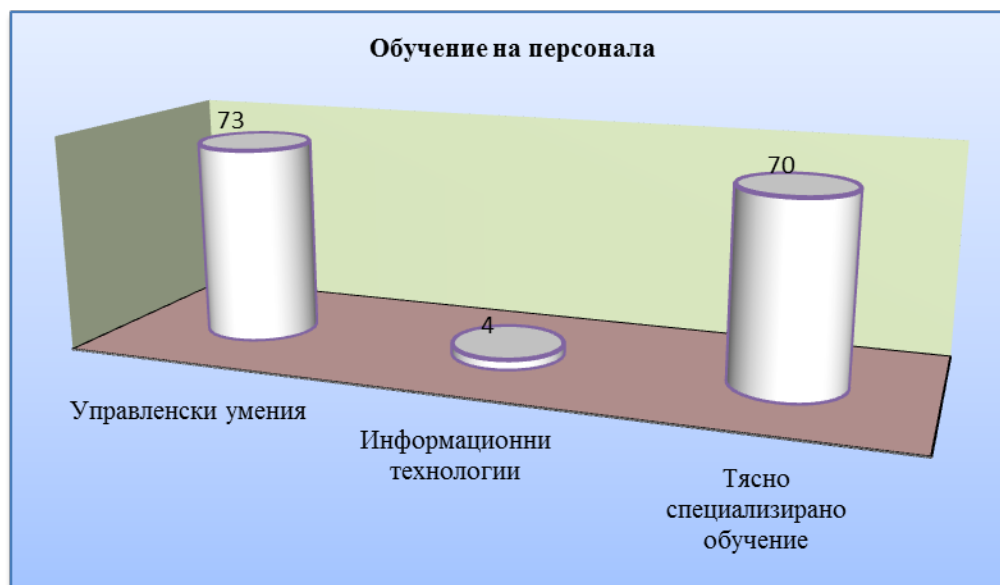 Обучение на персонала
73
4
70
Управленски умения
Информационни
технологии
Тясно
специализирано
обучение